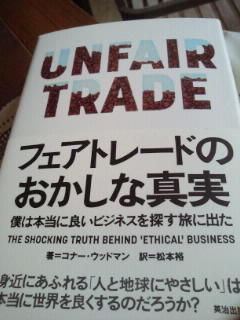 UNFAIR
TRADE
フェアトレードの
おかしな真実
僕は本当に良いビジネスを探す旅に出た
THE SHOCKING TRUTH BEHIND 'ETHICAL' BUSINESS
著=コナー・ウッドマン 訳=松本裕
身近にあふれる「人と地球にやさしい」は
本当に世界を良くするのだろうか?
英治出版